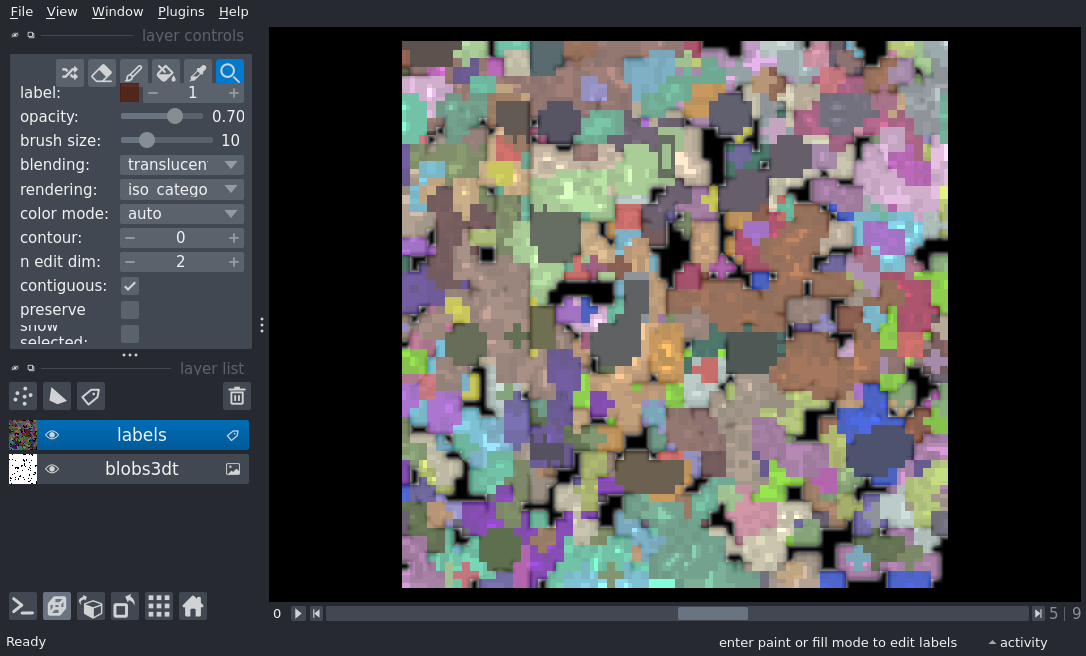 File View Window Plugins Help
layer controls
label: 1
opacity: 0.70
brush size: 10
blending: translucen
rendering: iso_catego
color mode: auto
contour: 0
n edit dim: 2
contiguous:
preserve
show
selected:
layer list
labels
blobs3dt
0 5 | 9
Ready enter paint or fill mode to edit labels activity